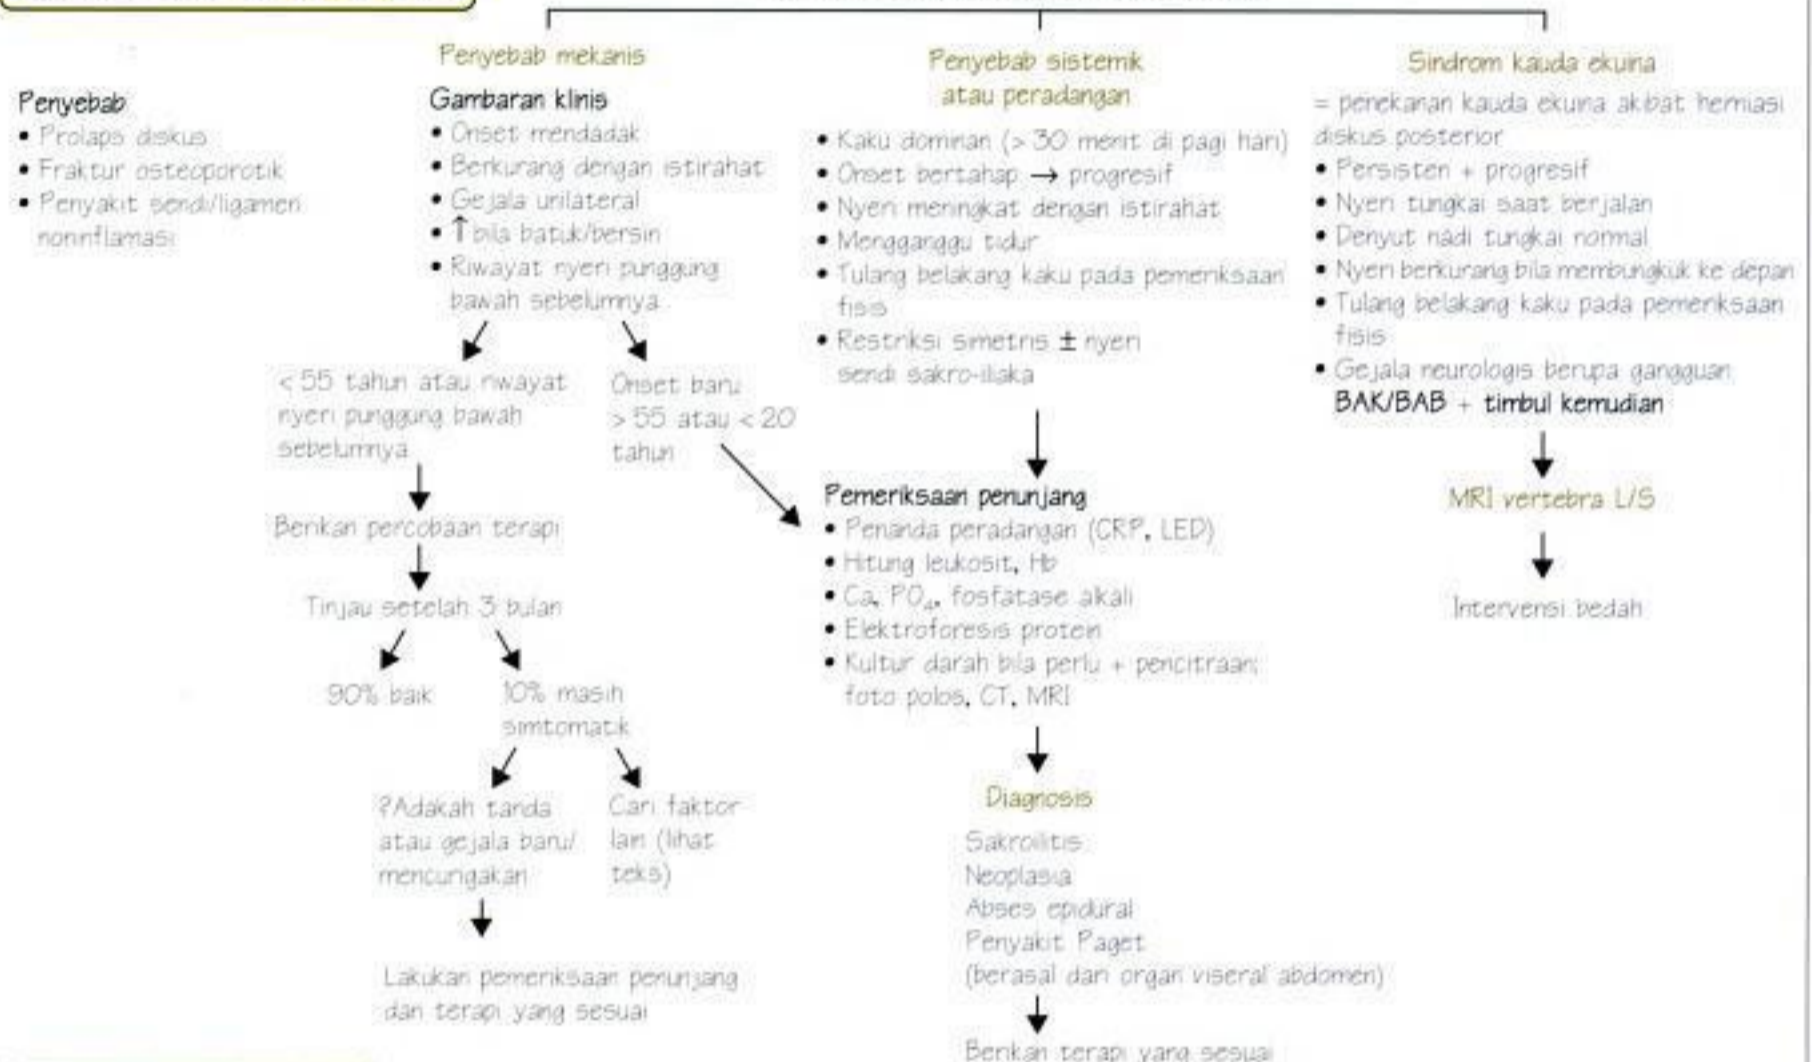 Penyebab
• Prolaps diskus
• Fraktur osteoporotik
• Penyakit sendi/ligamen
noninflamasi
Penyebab mekanis
Gambaran klinis
• Onset mendadak
• Berkurang dengan istirahat
• Gejala unilateral
• ↑ bila batuk/bersin
• Riwayat nyeri punggung
bawah sebelumnya
< 55 tahun atau riwayat
nyeri punggung bawah
sebelumnya
Onset baru
> 55 atau < 20
tahun
Berikan percobaan terapi
Tinjau setelah 3 bulan
90% baik
10% masih
simtomatik
?Adakah tanda
atau gejala baru/
mencurigakan
Cari faktor
lain (lihat
teks)
Lakukan pemeriksaan penunjang
dan terapi yang sesuai
Penyebab sistemik
atau peradangan
• Kaku dominan (> 30 menit di pagi hari)
• Onset bertahap → progresif
• Nyeri meningkat dengan istirahat
• Mengganggu tidur
• Tulang belakang kaku pada pemeriksaan
fisis
• Restriksi simetris ± nyeri
sendi sakro-iliaka
Pemeriksaan penunjang
• Penanda peradangan (CRP, LED)
• Hitung leukosit, Hb
• Ca, PO₄, fosfatase alkali
• Elektroforesis protein
• Kultur darah bila perlu + pencitraan;
foto polos, CT, MRI
Diagnosis
Sakroilitis
Neoplasia
Abses epidural
Penyakit Paget
(berasal dari organ viseral abdomen)
Berikan terapi yang sesuai
Sindrom kauda ekuina
= penekanan kauda ekuina akibat herniasi
diskus posterior
• Persisten + progresif
• Nyeri tungkai saat berjalan
• Denyut nadi tungkai normal
• Nyeri berkurang bila membungkuk ke depan
• Tulang belakang kaku pada pemeriksaan
fisis
• Gejala neurologis berupa gangguan
BAK/BAB + timbul kemudian
MRI vertebra L/S
Intervensi bedah